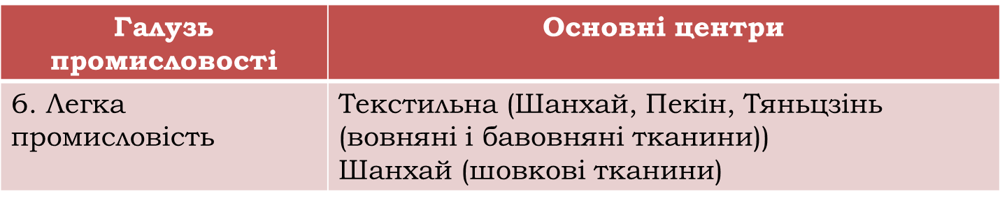 Галузь
промисловості
Основні центри
6. Легка
промисловість
Текстильна (Шанхай, Пекін, Тяньцзінь
(вовняні і бавовняні тканини))
Шанхай (шовкові тканини)